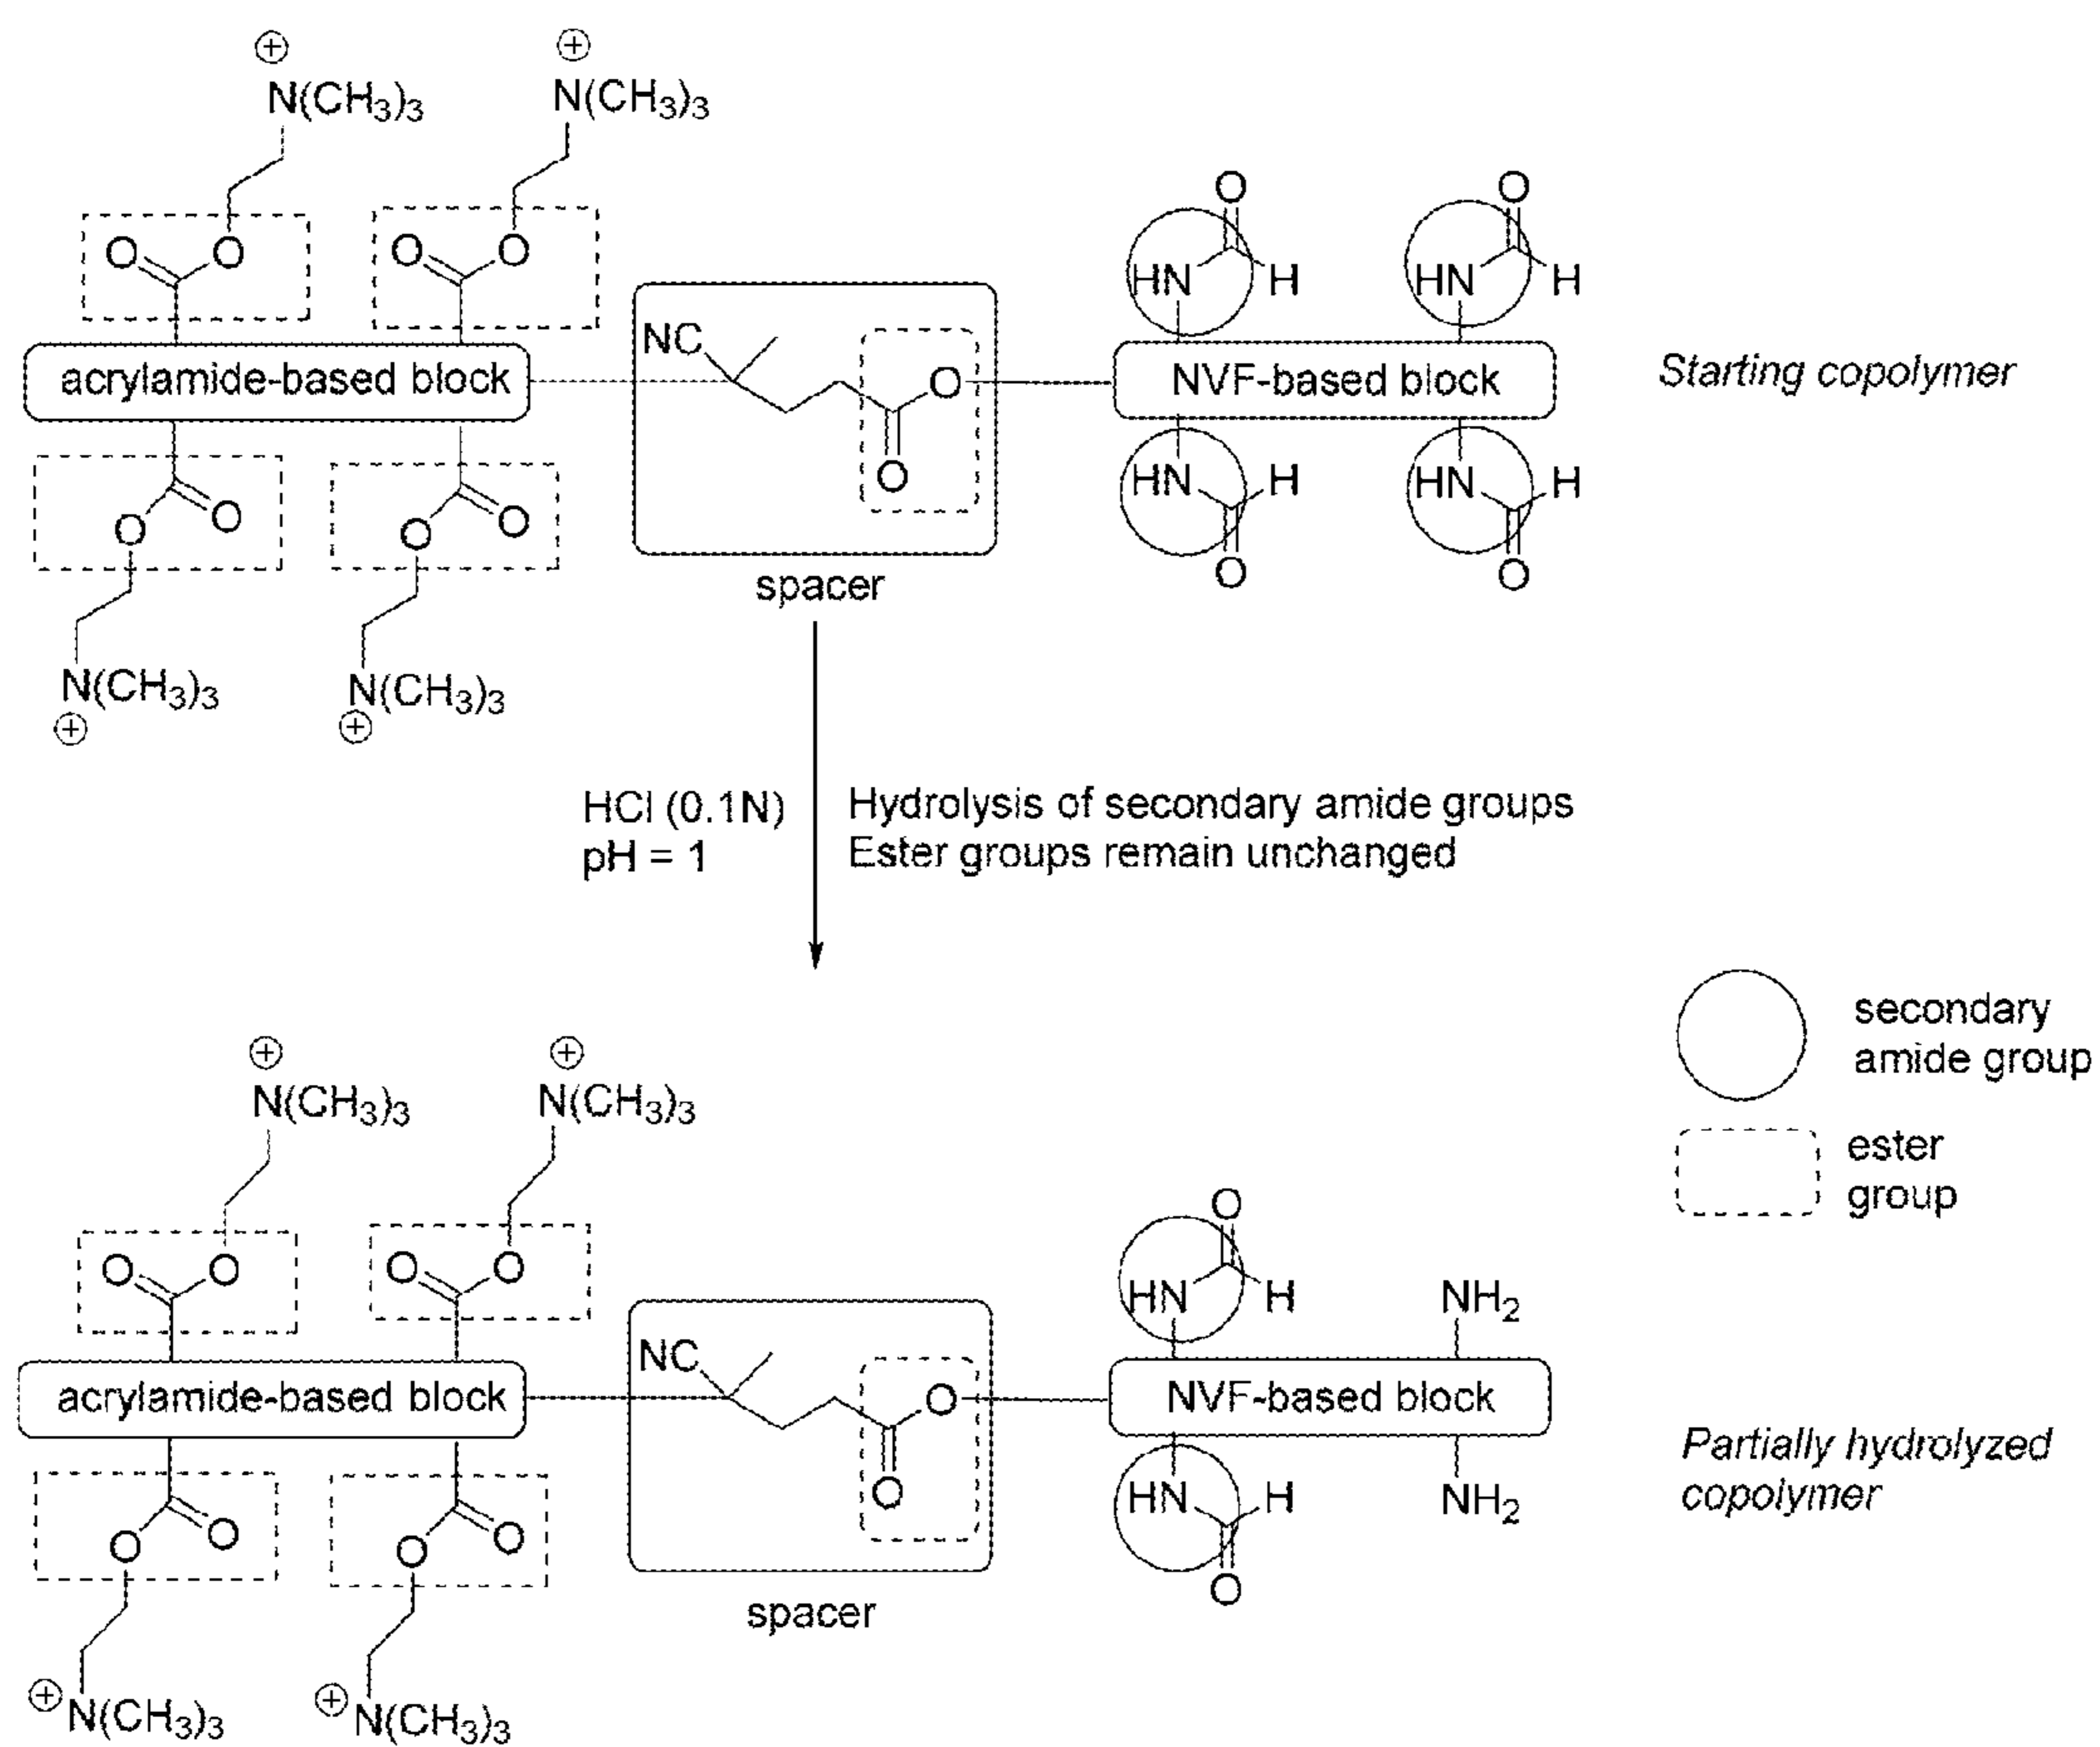 ⊕ ⊕
N(CH3)3 N(CH3)3
O O O O O O
HN H HN H
NC
acrylamide-based block O NVF-based block Starting copolymer
O
HN H HN H
O O O O O O
spacer
N(CH3)3 N(CH3)3
⊕ ⊕
HCl (0.1N) Hydrolysis of secondary amide groups
pH = 1 Ester groups remain unchanged
secondary
amide group
ester
group
⊕ ⊕
N(CH3)3 N(CH3)3
O O O O O
HN H NH2
NC
acrylamide-based block O NVF-based block
Partially hydrolyzed
copolymer
O
HN H NH2
O O O O O
spacer
⊕ N(CH3)3 ⊕ N(CH3)3